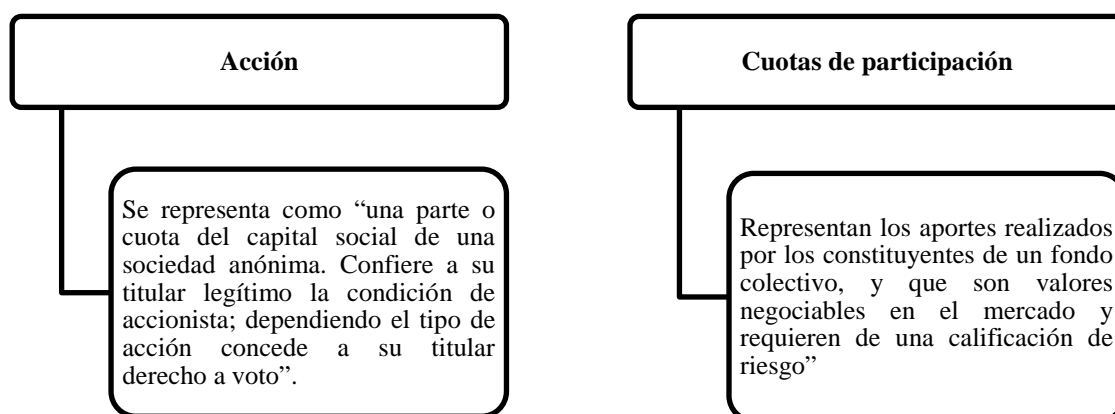 Acción
Se representa como “una parte o
cuota del capital social de una
sociedad anónima. Confiere a su
titular legítimo la condición de
accionista; dependiendo el tipo de
acción concede a su titular
derecho a voto”.
Cuotas de participación
Representan los aportes realizados
por los constituyentes de un fondo
colectivo, y que son valores
negociables en el mercado y
requieren de una calificación de
riesgo”